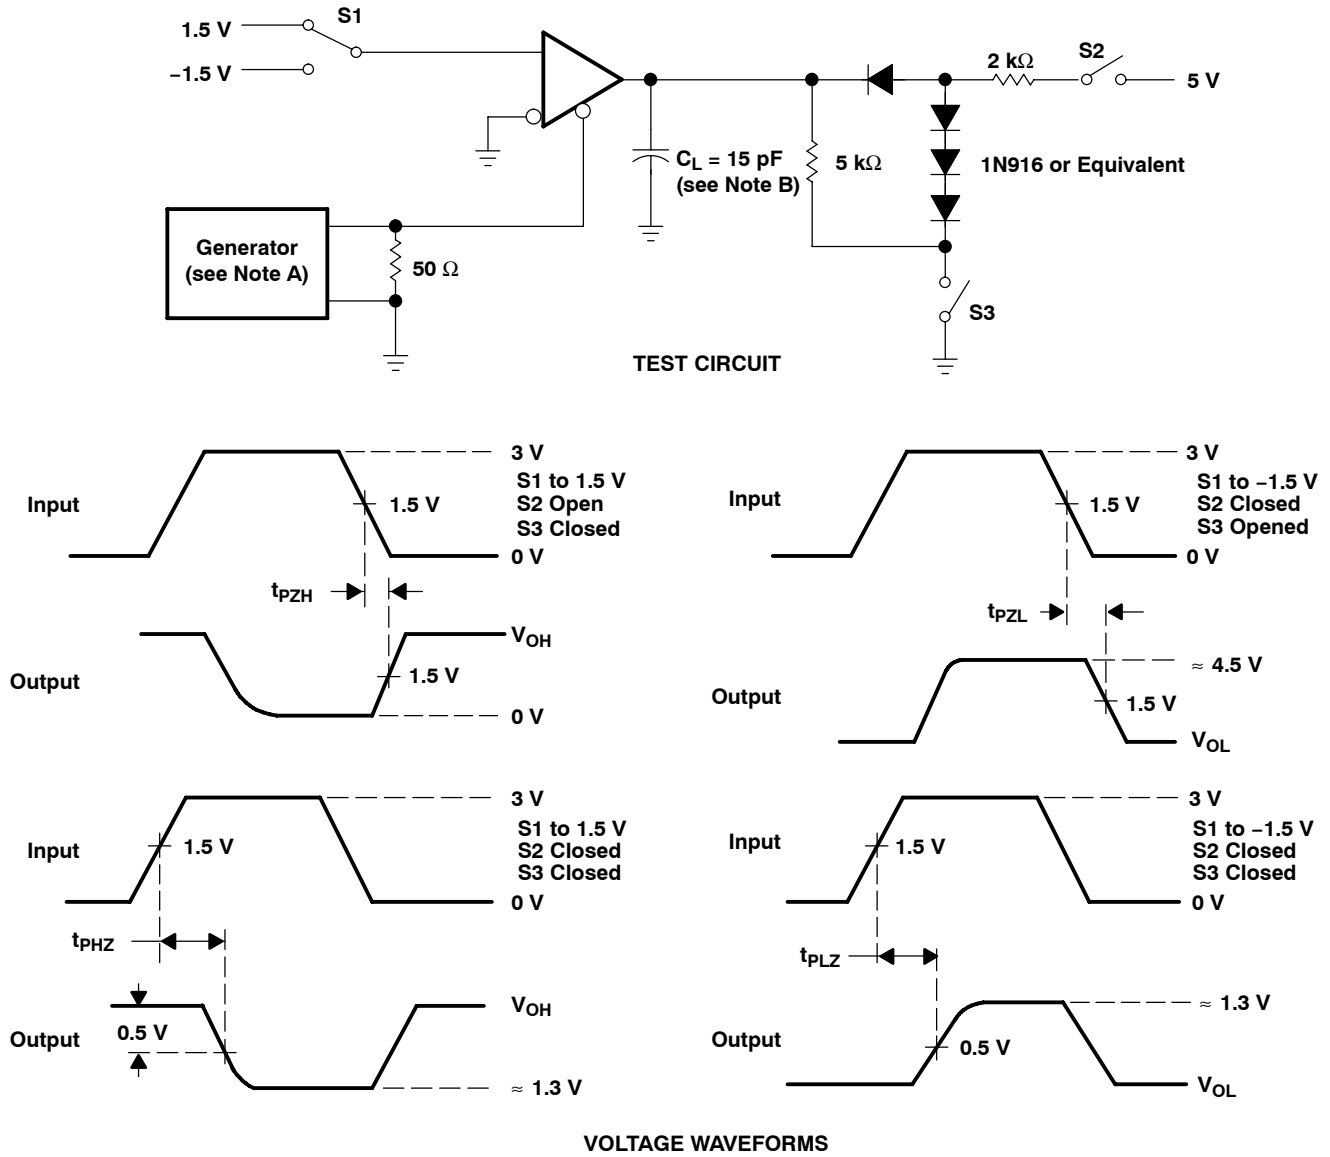 S1
1.5 V
−1.5 V
S2
2 kΩ
5 V
CL = 15 pF
(see Note B)
5 kΩ
1N916 or Equivalent
Generator
(see Note A)
50 Ω
S3
TEST CIRCUIT
Input
3 V
S1 to 1.5 V
S2 Open
S3 Closed
1.5 V
0 V
tPZH
Output
VOH
1.5 V
0 V
Input
3 V
S1 to −1.5 V
S2 Closed
S3 Opened
1.5 V
0 V
tPZL
Output
≈ 4.5 V
1.5 V
VOL
Input
3 V
S1 to 1.5 V
S2 Closed
S3 Closed
1.5 V
0 V
tPHZ
Output
0.5 V
VOH
≈ 1.3 V
Input
3 V
S1 to −1.5 V
S2 Closed
S3 Closed
1.5 V
0 V
tPLZ
Output
≈ 1.3 V
0.5 V
VOL
VOLTAGE WAVEFORMS